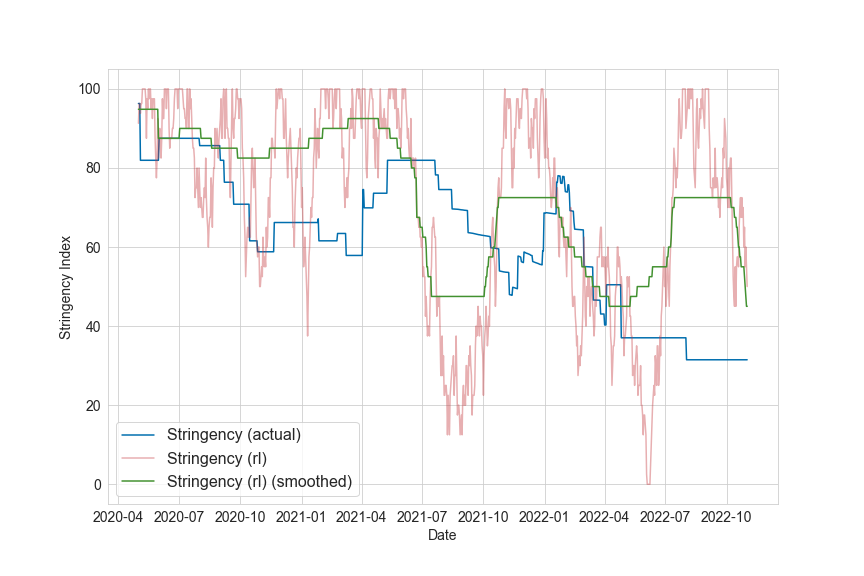 100
80
60
40
20
0
Stringency Index
Stringency (actual)
Stringency (rl)
Stringency (rl) (smoothed)
2020-04 2020-07 2020-10 2021-01 2021-04 2021-07 2021-10 2022-01 2022-04 2022-07 2022-10
Date